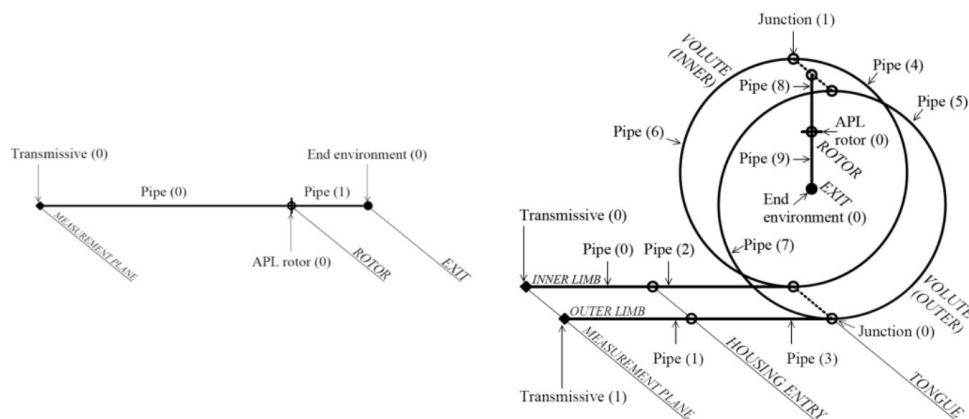 Transmissive (0)
End environment (0)
Pipe (0)
Pipe (1)
MEASUREMENT PLANE
APL rotor (0)
ROTOR
EXIT
Junction (1)
VOLUTE
(INNER)
Pipe (4)
Pipe (8)
Pipe (5)
Pipe (6)
APL
rotor (0)
ROTOR
Pipe (9)
EXIT
End
environment (0)
Transmissive (0)
Pipe (0)
Pipe (2)
Pipe (7)
INNER LIMB
OUTER LIMB
VOLUTE
(OUTER)
Junction (0)
MEASUREMENT PLANE
Pipe (1)
HOUSING ENTRY
Pipe (3)
TONGUE
Transmissive (1)